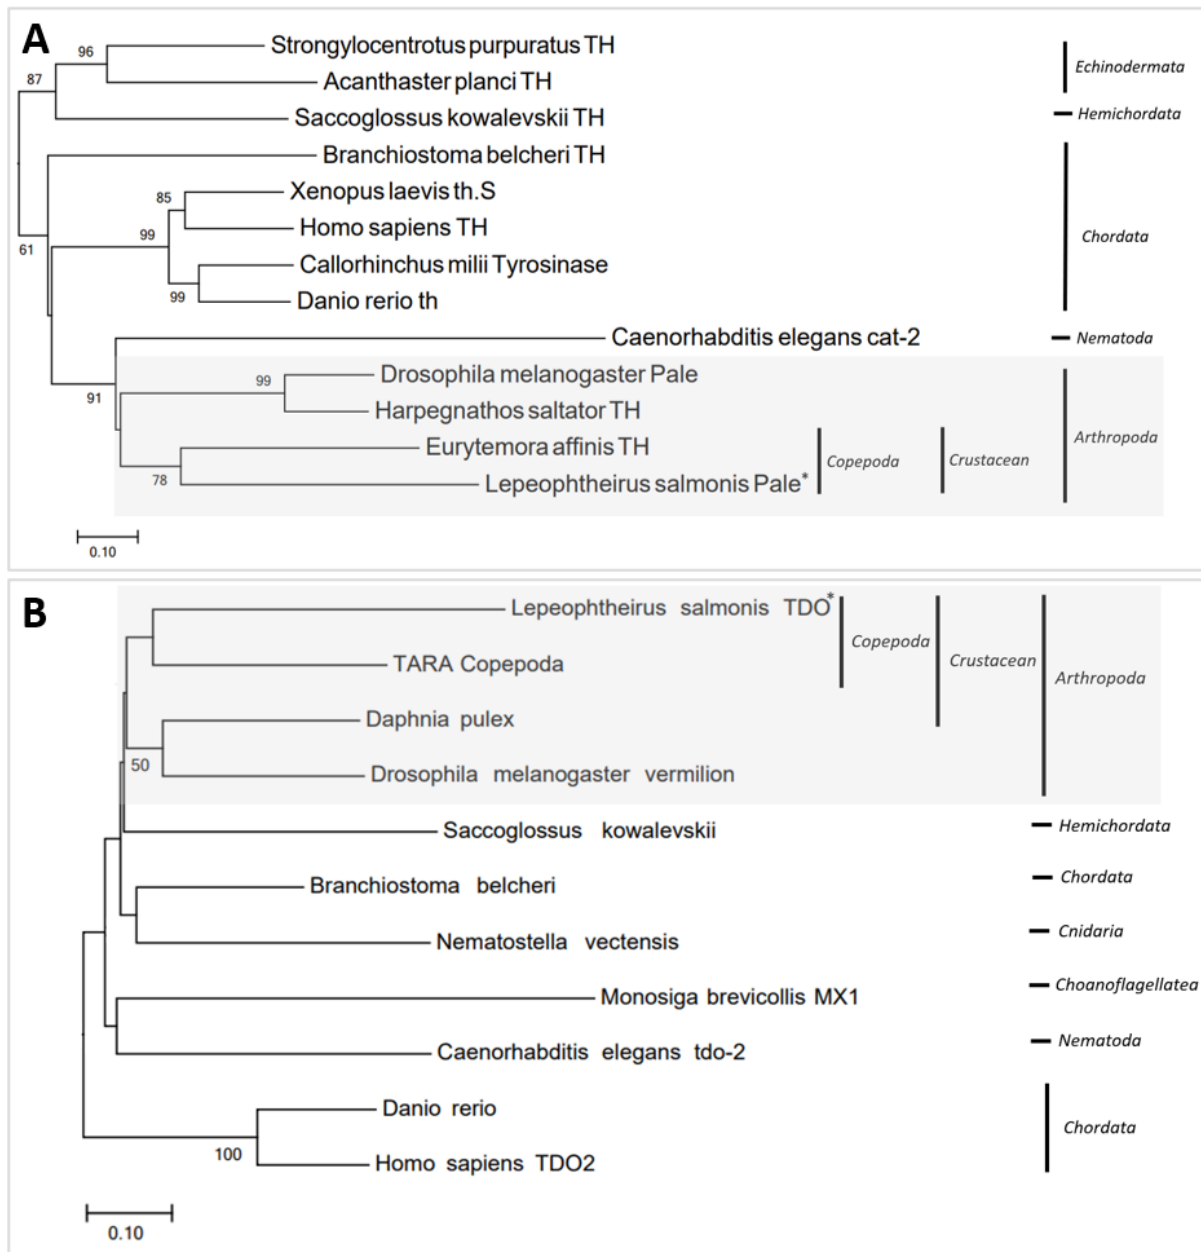 A
96
Strongylocentrotus purpuratus TH
87
Acanthaster planci TH
Echinodermata
Saccoglossus kowalevskii TH
Hemichordata
Branchiostoma belcheri TH
85
Xenopus laevis th.S
99
Homo sapiens TH
61
Chordata
Callorhinchus milii Tyrosinase
99
Danio rerio th
Caenorhabditis elegans cat-2
Nematoda
91
99
Drosophila melanogaster Pale
Harpegnathos saltator TH
Eurytemora affinis TH
Copepoda
Crustacean
Arthropoda
78
Lepeophtheirus salmonis Pale*
0.10
B
Lepeophtheirus salmonis TDO*
Copepoda
Crustacean
Arthropoda
TARA Copepoda
Daphnia pulex
50
Drosophila melanogaster vermilion
Saccoglossus kowalevskii
Hemichordata
Branchiostoma belcheri
Chordata
Nematostella vectensis
Cnidaria
Monosiga brevicollis MX1
Choanoflagellatea
Caenorhabditis elegans tdo-2
Nematoda
Danio rerio
100
Homo sapiens TDO2
Chordata
0.10